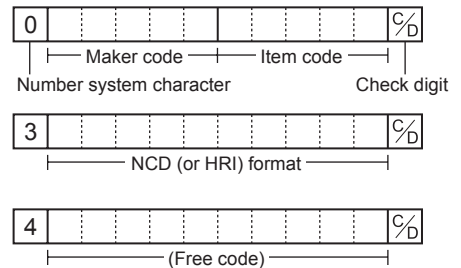 0 C/D
Maker code Item code
Number system character Check digit
3 C/D
NCD (or HRI) format
4 C/D
(Free code)